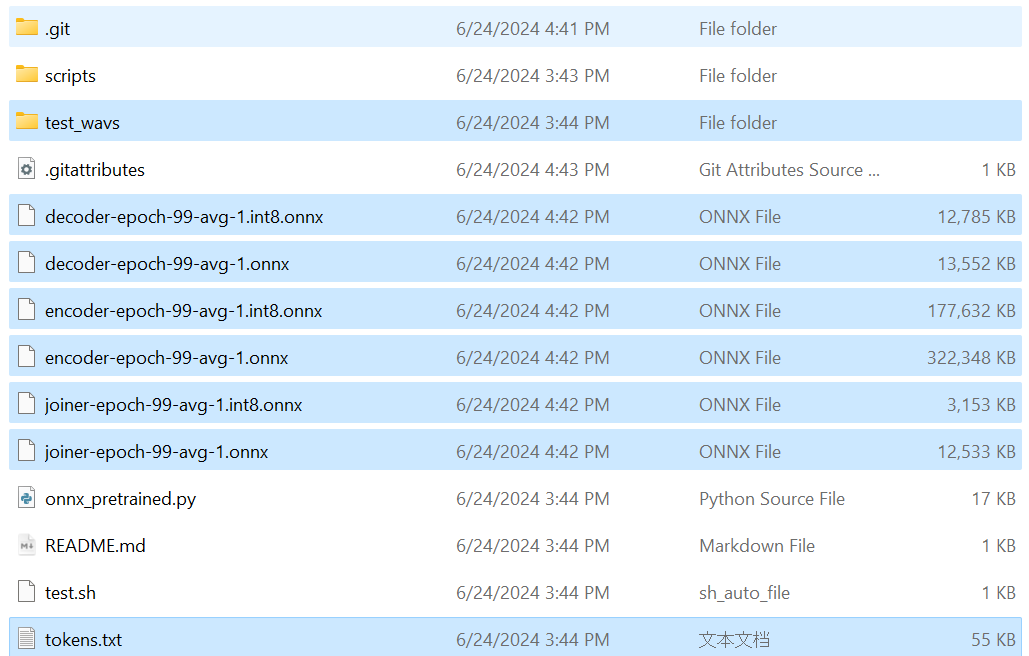 .git 6/24/2024 4:41 PM File folder
scripts 6/24/2024 3:43 PM File folder
test_wavs 6/24/2024 3:44 PM File folder
.gitattributes 6/24/2024 4:43 PM Git Attributes Source ... 1 KB
decoder-epoch-99-avg-1.int8.onnx 6/24/2024 4:42 PM ONNX File 12,785 KB
decoder-epoch-99-avg-1.onnx 6/24/2024 4:42 PM ONNX File 13,552 KB
encoder-epoch-99-avg-1.int8.onnx 6/24/2024 4:42 PM ONNX File 177,632 KB
encoder-epoch-99-avg-1.onnx 6/24/2024 4:42 PM ONNX File 322,348 KB
joiner-epoch-99-avg-1.int8.onnx 6/24/2024 4:42 PM ONNX File 3,153 KB
joiner-epoch-99-avg-1.onnx 6/24/2024 4:42 PM ONNX File 12,533 KB
onnx_pretrained.py 6/24/2024 3:44 PM Python Source File 17 KB
README.md 6/24/2024 3:44 PM Markdown File 1 KB
test.sh 6/24/2024 3:44 PM sh_auto_file 1 KB
tokens.txt 6/24/2024 3:44 PM 文本文档 55 KB